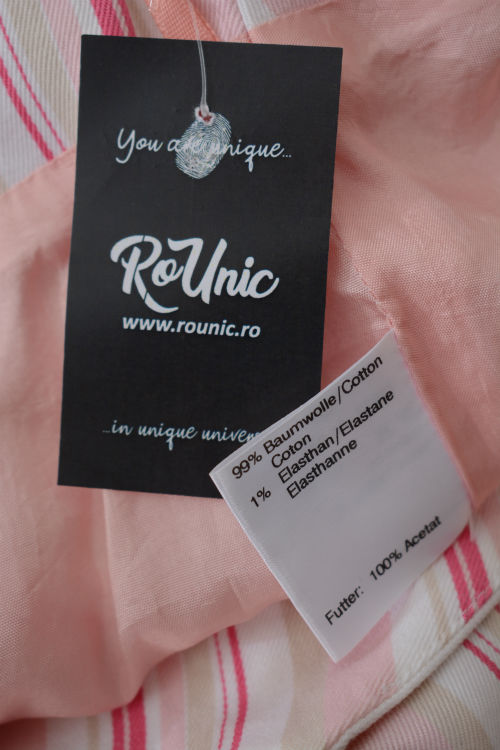 You are unique...
RoUnic
www.rounic.ro
...in unique
99% Baumwolle/Cotton
Coton
1% Elasthan/Elastane
Elasthanne
Futter: 100% Acetat